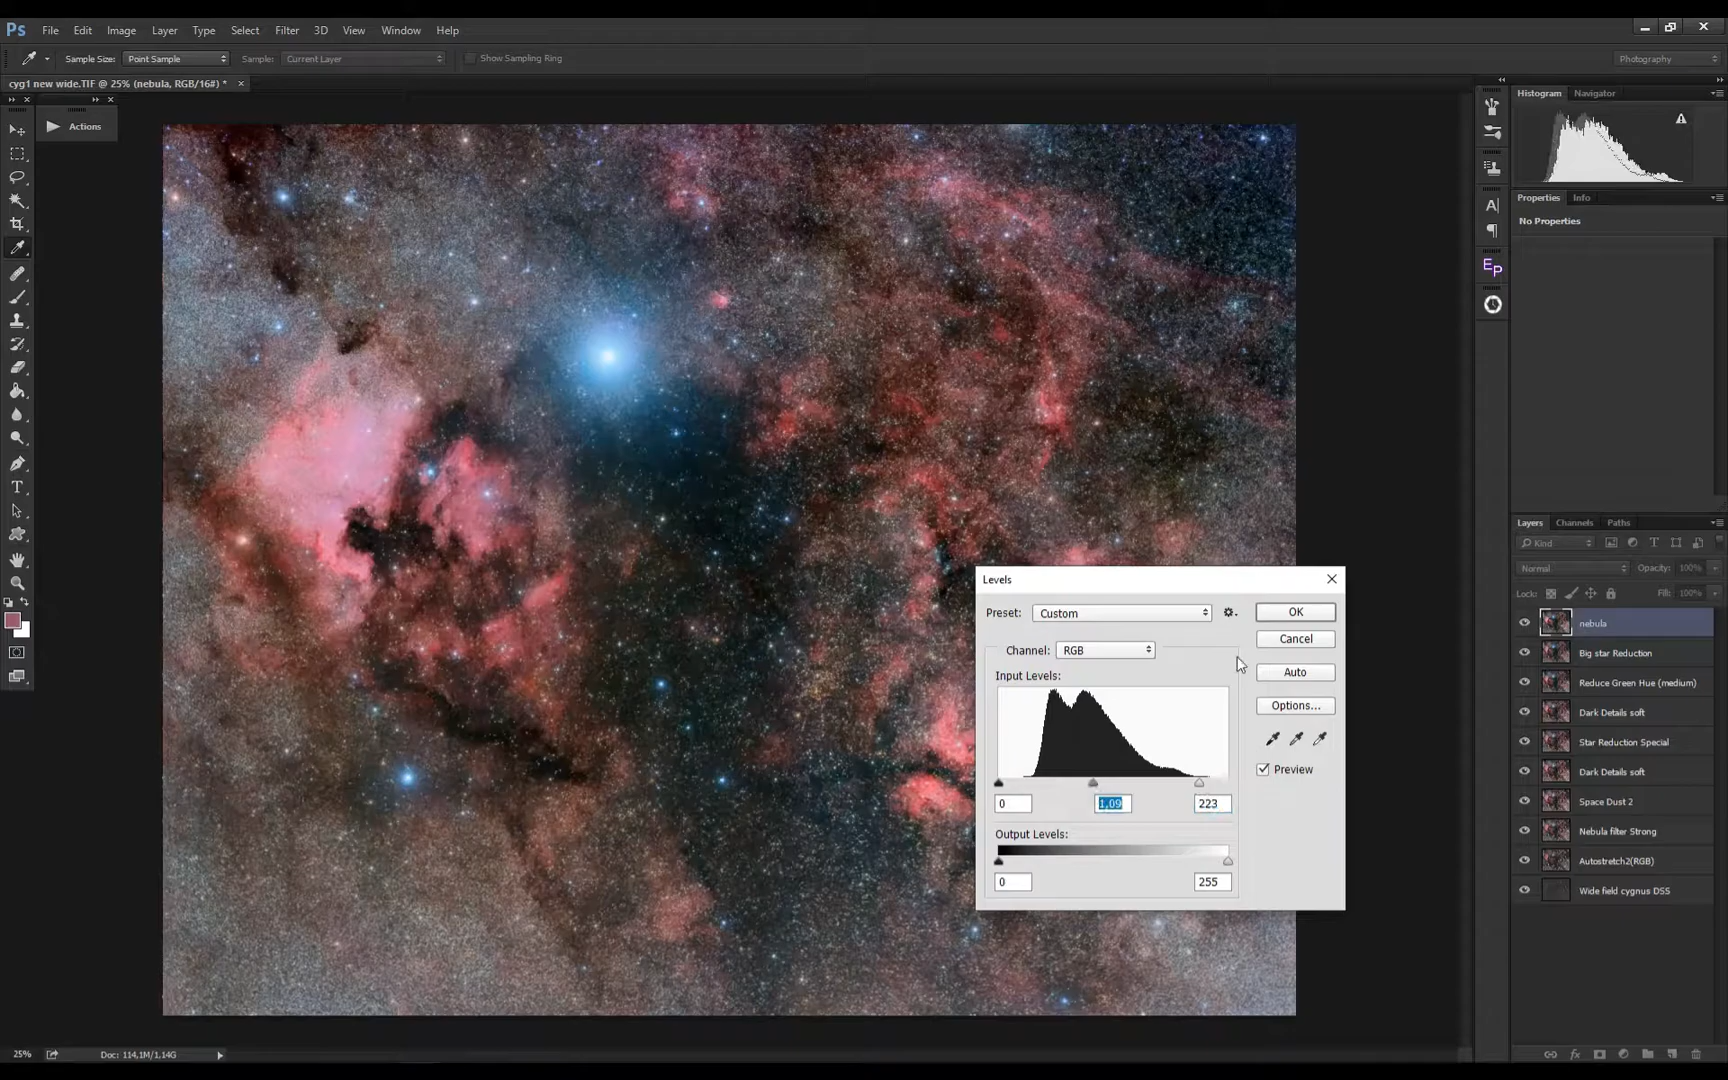 Ps File Edit Image Layer Type Select Filter 3D View Window Help
Sample Size: Point Sample Sample: Current Layer Show Sampling Ring Photography
cyg1 new wide.TIF @ 25% (nebula, RGB/16#) * ×
Actions
Histogram Navigator
Properties Info
No Properties
Layers Channels Paths
Kind
Normal Opacity: 100%
Lock: Fill: 100%
nebula
Big star Reduction
Reduce Green Hue (medium)
Dark Details soft
Star Reduction Special
Dark Details soft
Space Dust 2
Nebula filter Strong
Autostretch2(RGB)
Wide field cygnus DSS
Levels
Preset: Custom OK
Cancel
Channel: RGB
Auto
Input Levels:
Options...
Preview
0 1,09 223
Output Levels:
0 255
EP
25% Doc: 114,1M/1,14G